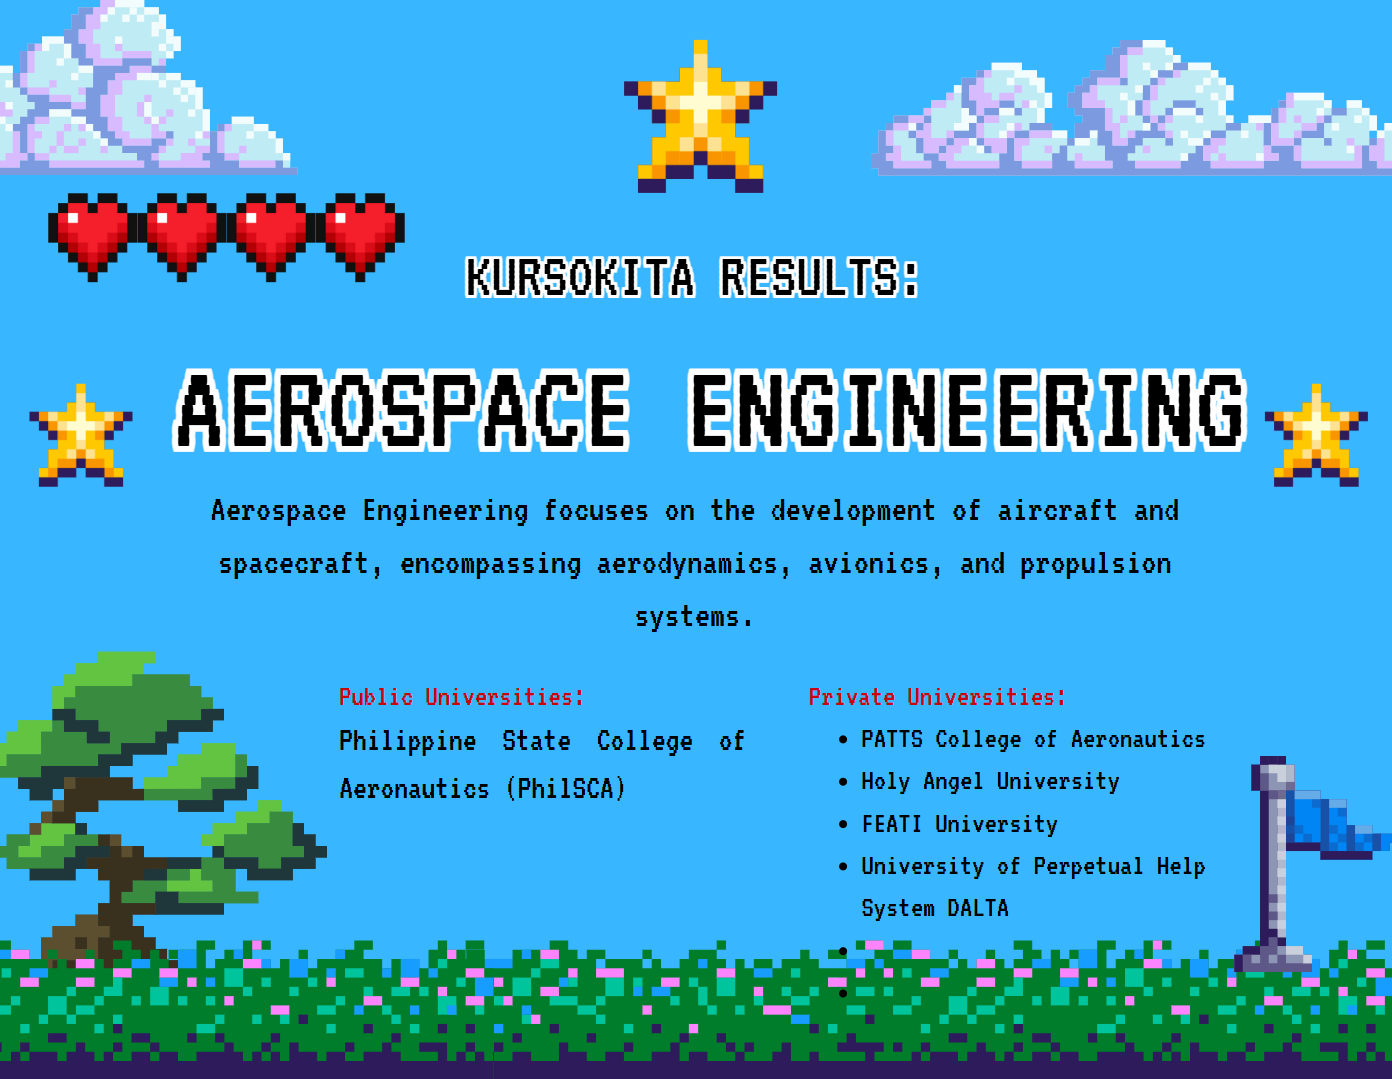 KURSOKITA RESULTS:
AEROSPACE ENGINEERING
Aerospace Engineering focuses on the development of aircraft and
spacecraft, encompassing aerodynamics, avionics, and propulsion
systems.
Public Universities:
Philippine State College of
Aeronautics (PhilSCA)
Private Universities:
• PATTS College of Aeronautics
• Holy Angel University
• FEATI University
• University of Perpetual Help
System DALTA